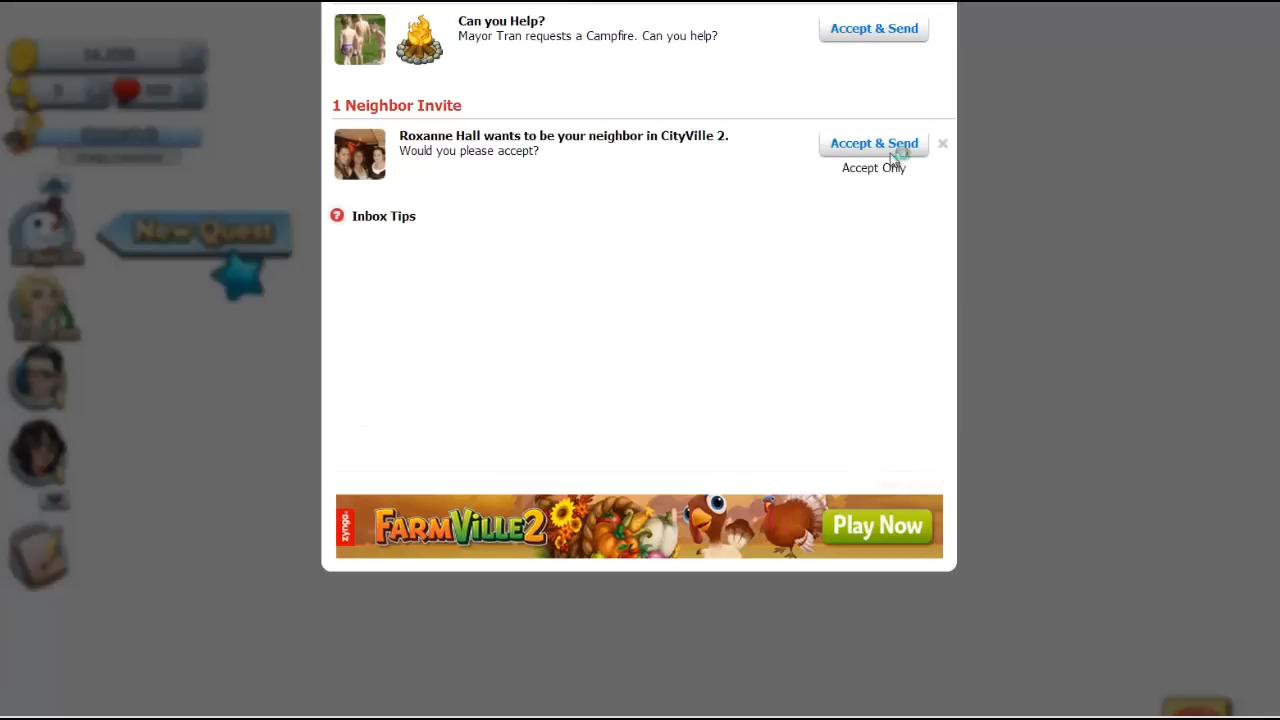 Can you Help?
Mayor Tran requests a Campfire. Can you help?
Accept & Send
1 Neighbor Invite
Roxanne Hall wants to be your neighbor in CityVille 2.
Would you please accept?
Accept & Send
Accept Only
New Quest
Inbox Tips
zynga
FARMVILLE2
Play Now